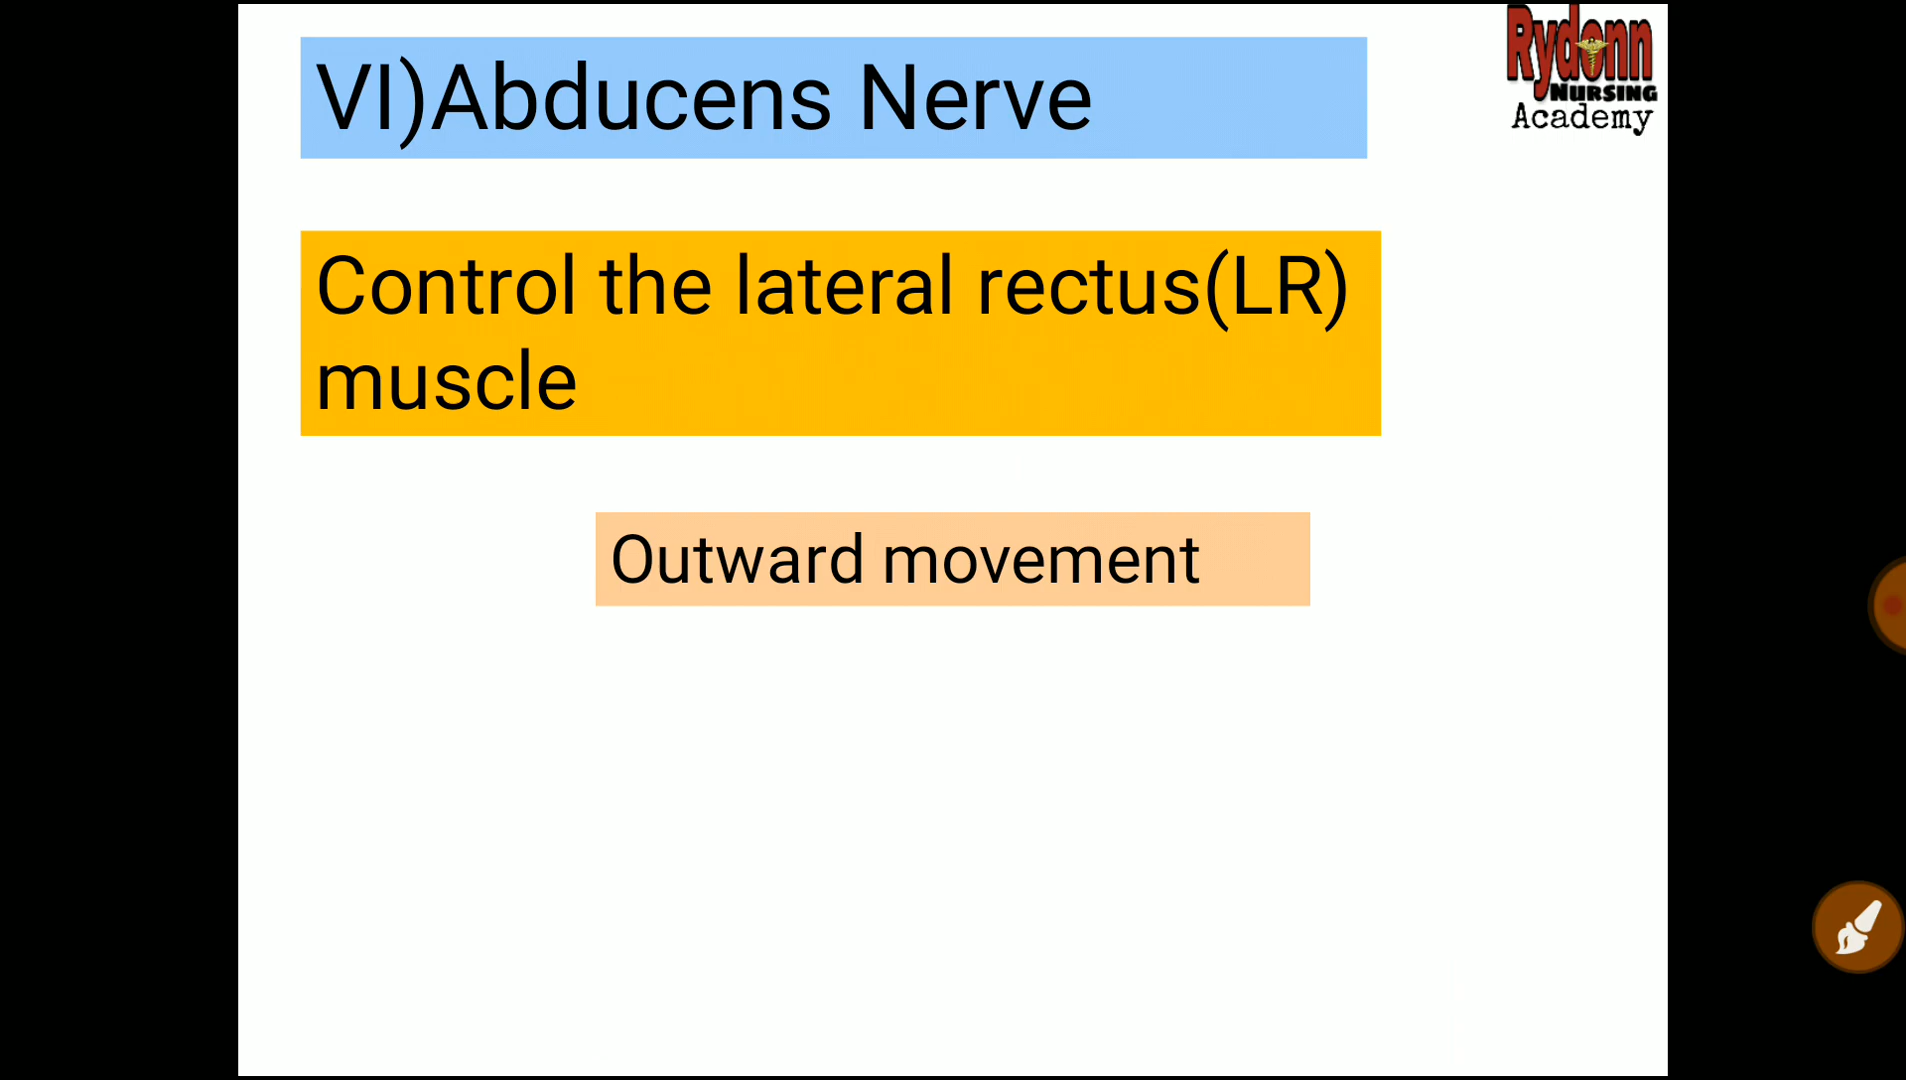 VI)Abducens Nerve
Rydonn
NURSING
Academy
Control the lateral rectus(LR)
muscle
Outward movement